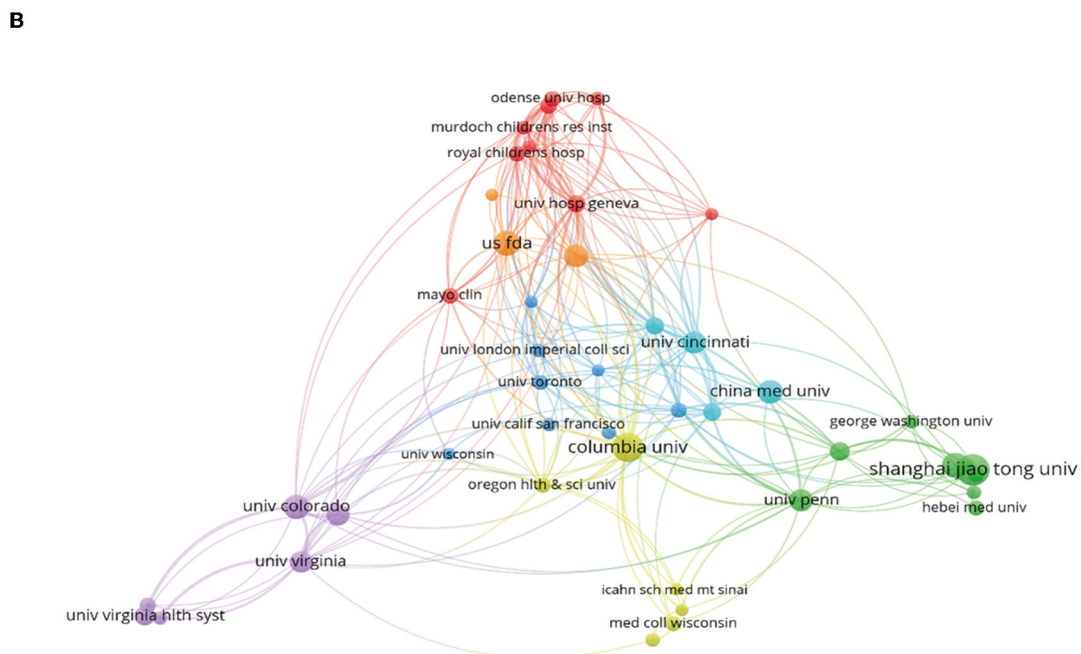 B
odense univ hosp
murdoch childrens res inst
royal childrens hosp
univ hosp geneva
us fda
mayo clin
univ cincinnati
univ london imperial coll sci
univ toronto
china med univ
univ calif san francisco
george washington univ
columbia univ
univ wisconsin
shanghai jiao tong univ
oregon hlth & sci univ
univ penn
univ colorado
hebei med univ
univ virginia
icahn sch med mt sinai
univ virginia hlth syst
med coll wisconsin